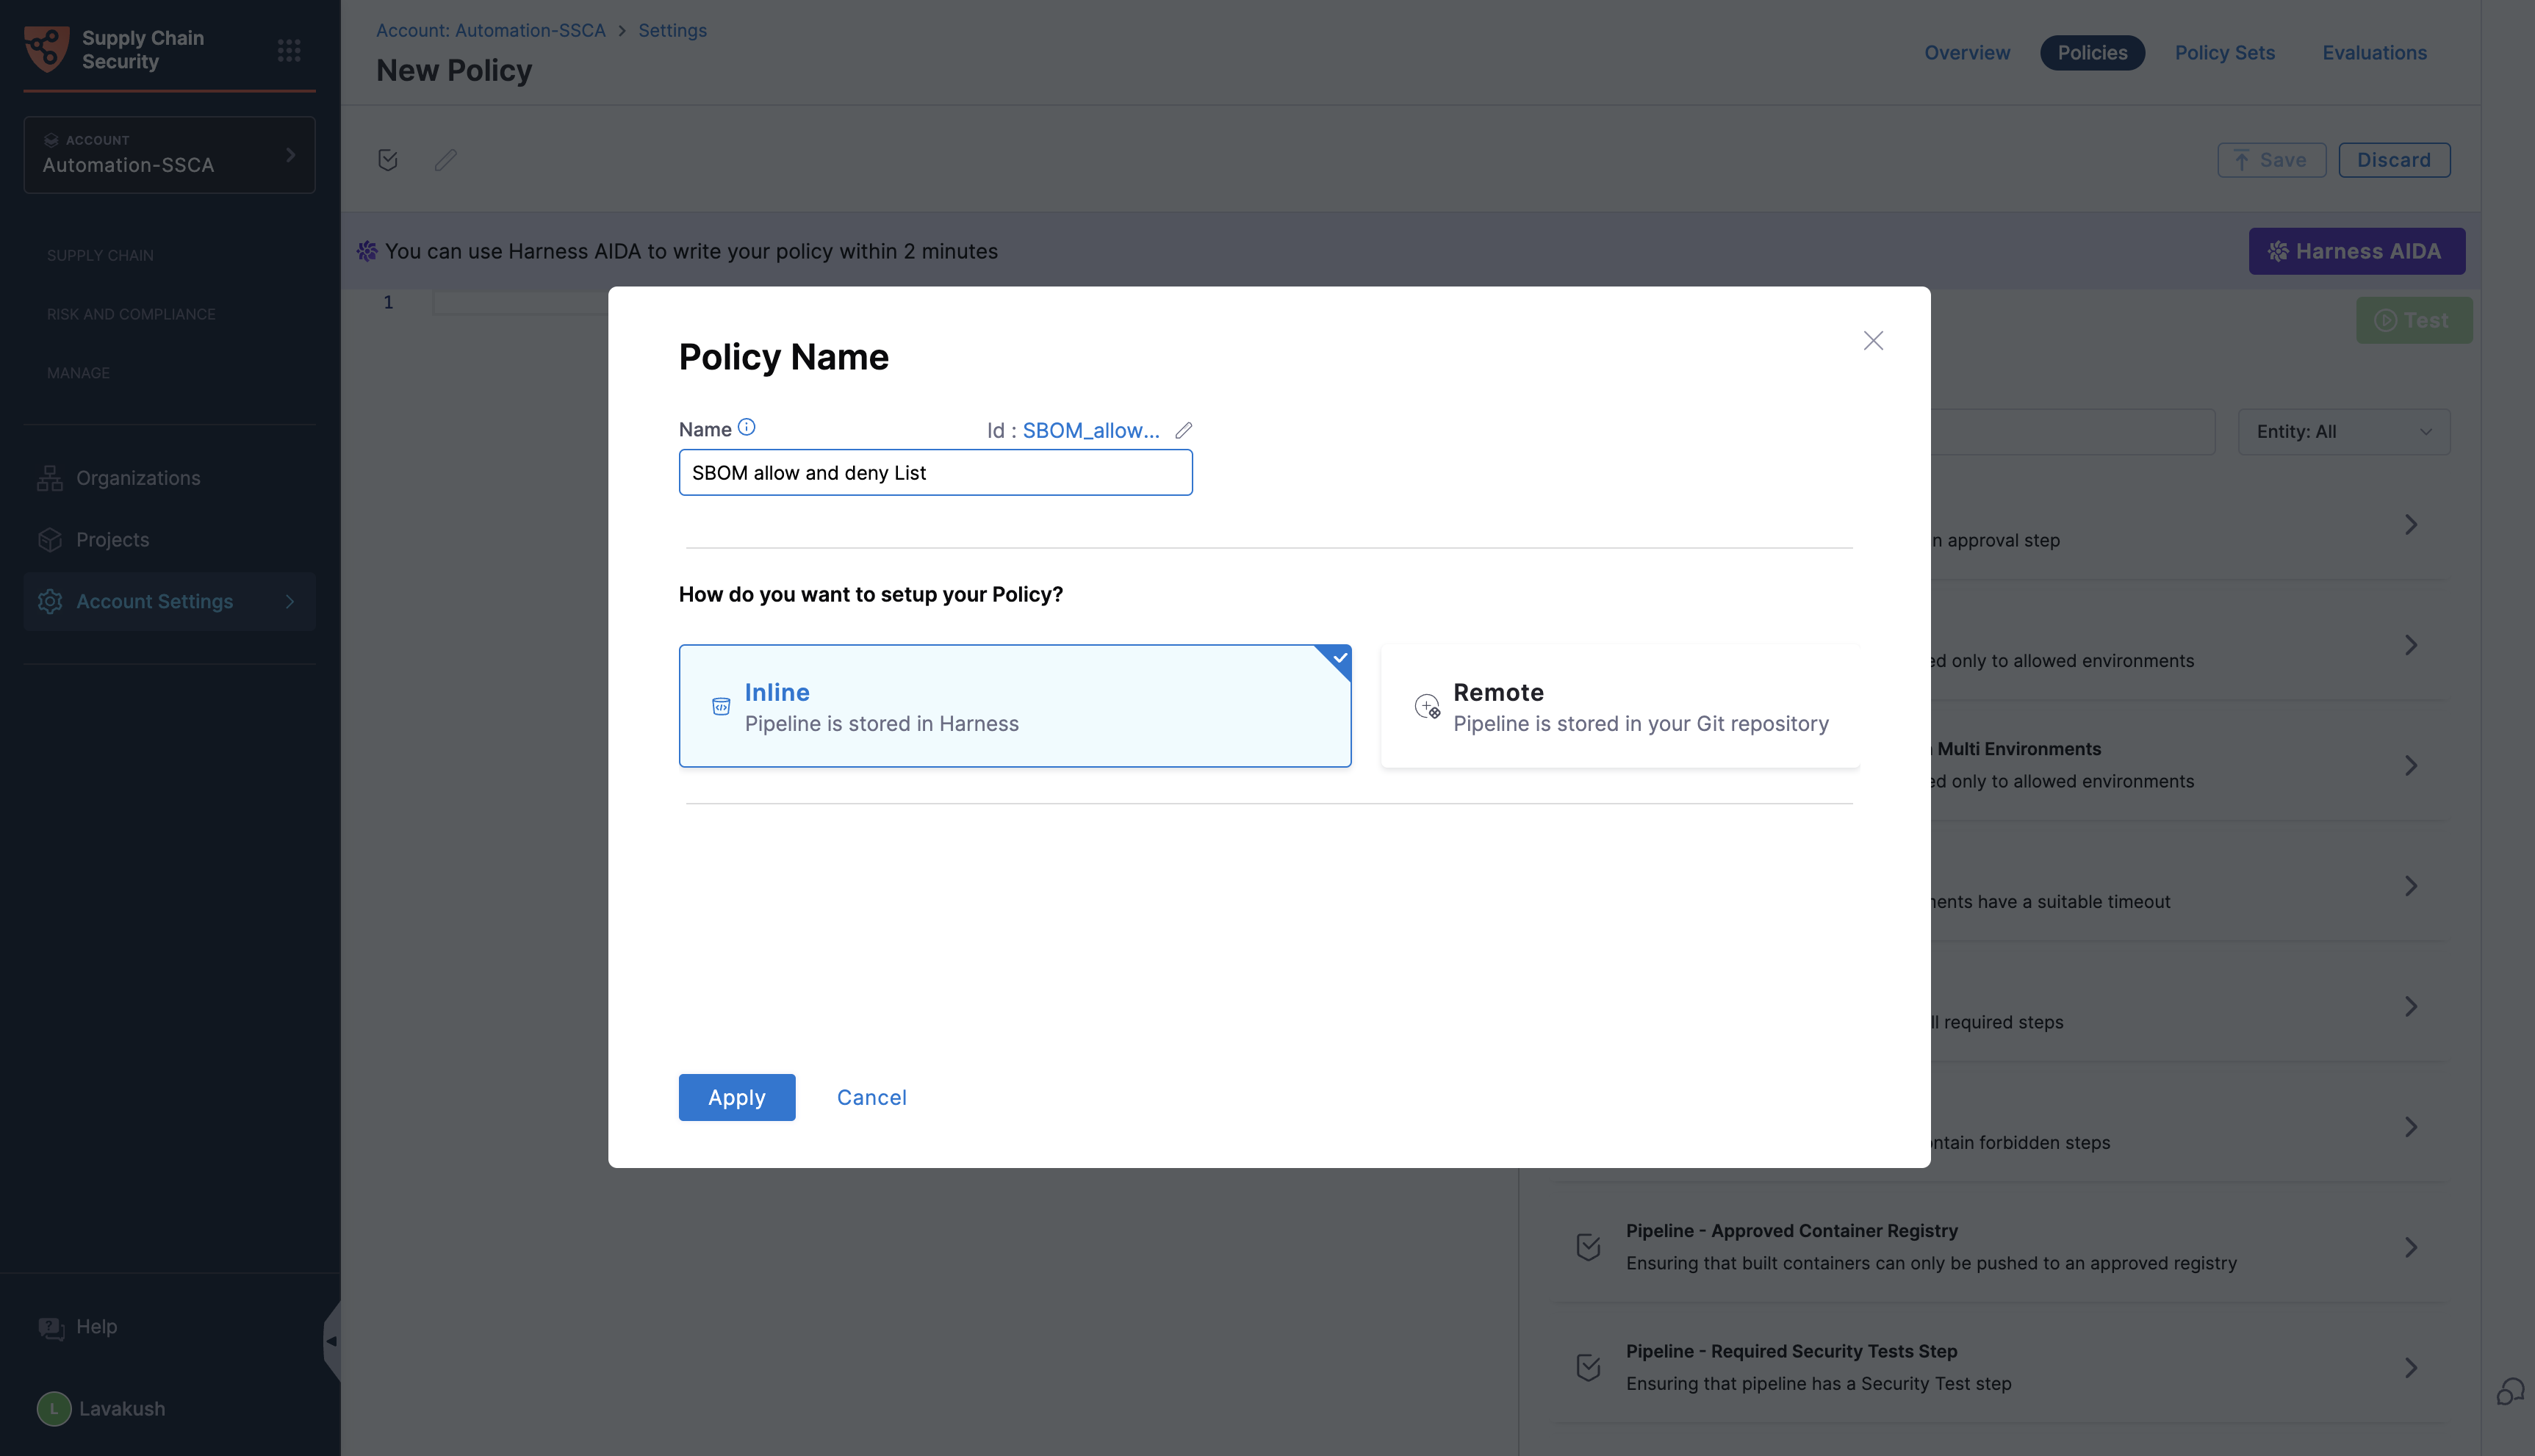 Supply Chain
Security
ACCOUNT
Automation-SSCA
SUPPLY CHAIN
RISK AND COMPLIANCE
MANAGE
Organizations
Projects
Account Settings
Help
L
Lavakush
Account: Automation-SSCA > Settings
New Policy
Overview
Policies
Policy Sets
Evaluations
Save
Discard
You can use Harness AIDA to write your policy within 2 minutes
Harness AIDA
1
Test
Entity: All
Policy Name
Name
Id : SBOM_allow...
SBOM allow and deny List
How do you want to setup your Policy?
Inline
Pipeline is stored in Harness
Remote
Pipeline is stored in your Git repository
Apply
Cancel
approval step
only to allowed environments
Multi Environments
only to allowed environments
have a suitable timeout
required steps
forbidden steps
Pipeline - Approved Container Registry
Ensuring that built containers can only be pushed to an approved registry
Pipeline - Required Security Tests Step
Ensuring that pipeline has a Security Test step